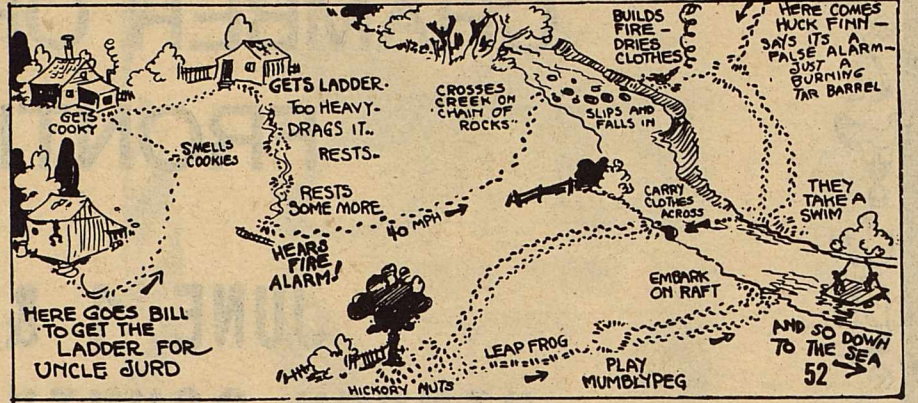 HERE GOES BILL
TO GET THE
LADDER FOR
UNCLE JURD
SMELLS
COOKIES
GETS
COOKY
GETS LADDER.
TOO HEAVY-
DRAGS IT..
RESTS..
RESTS
SOME MORE
HEARS
FIRE
ALARM!
40 MPH
CROSSES
CREEK ON
CHAIN OF
ROCKS..
SLIPS AND
FALLS IN
BUILDS
FIRE -
DRIES
CLOTHES
HERE COMES
HUCK FINN -
SAYS ITS A
FALSE ALARM-
JUST A
BURNING
TAR BARREL
THEY
TAKE A
SWIM
CARRY
CLOTHES
ACROSS
HICKORY NUTS
LEAP FROG
PLAY
MUMBLYPEG
EMBARK
ON RAFT
AND SO DOWN
TO THE SEA
52